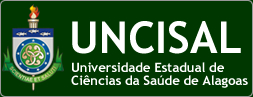 UNCISAL
Universidade Estadual de
Ciências da Saúde de Alagoas